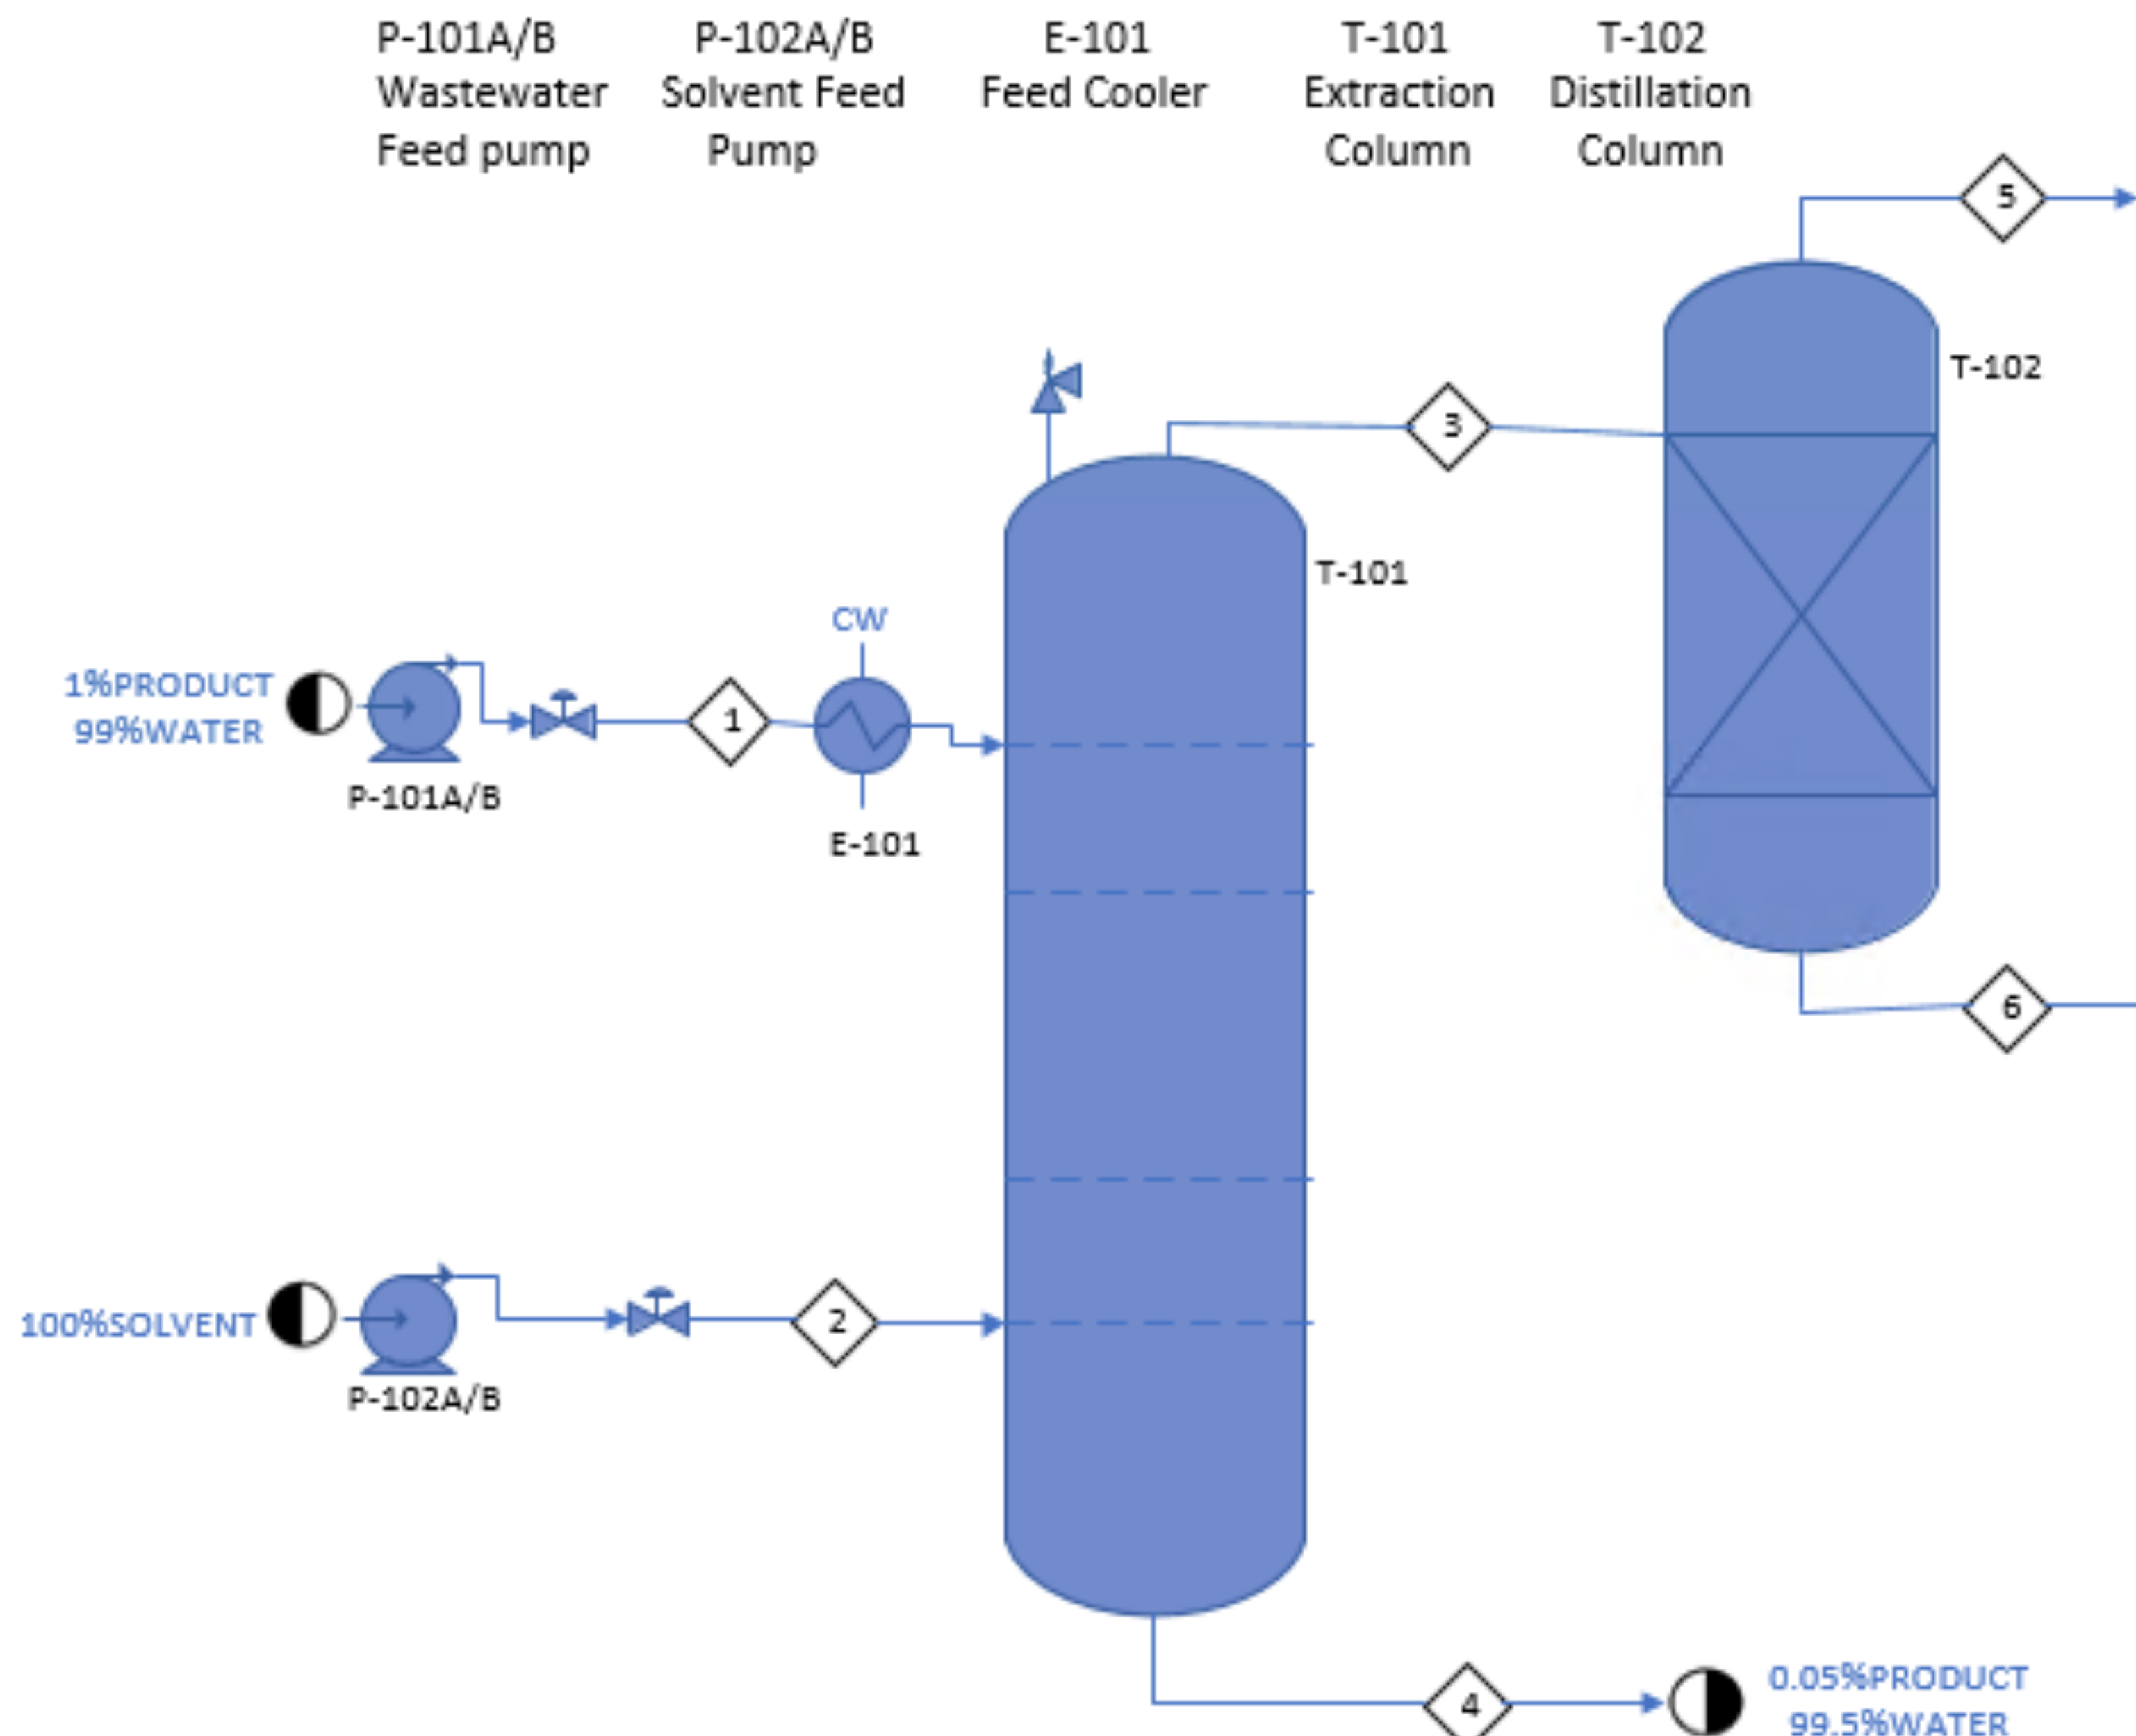 P-101A/B
Wastewater
Feed pump
P-102A/B
Solvent Feed
Pump
E-101
Feed Cooler
T-101
Extraction
Column
T-102
Distillation
Column
5
T-102
3
T-101
CW
1%PRODUCT
99%WATER
1
P-101A/B
E-101
6
100%SOLVENT
2
P-102A/B
4
0.05%PRODUCT
99.5%WATER